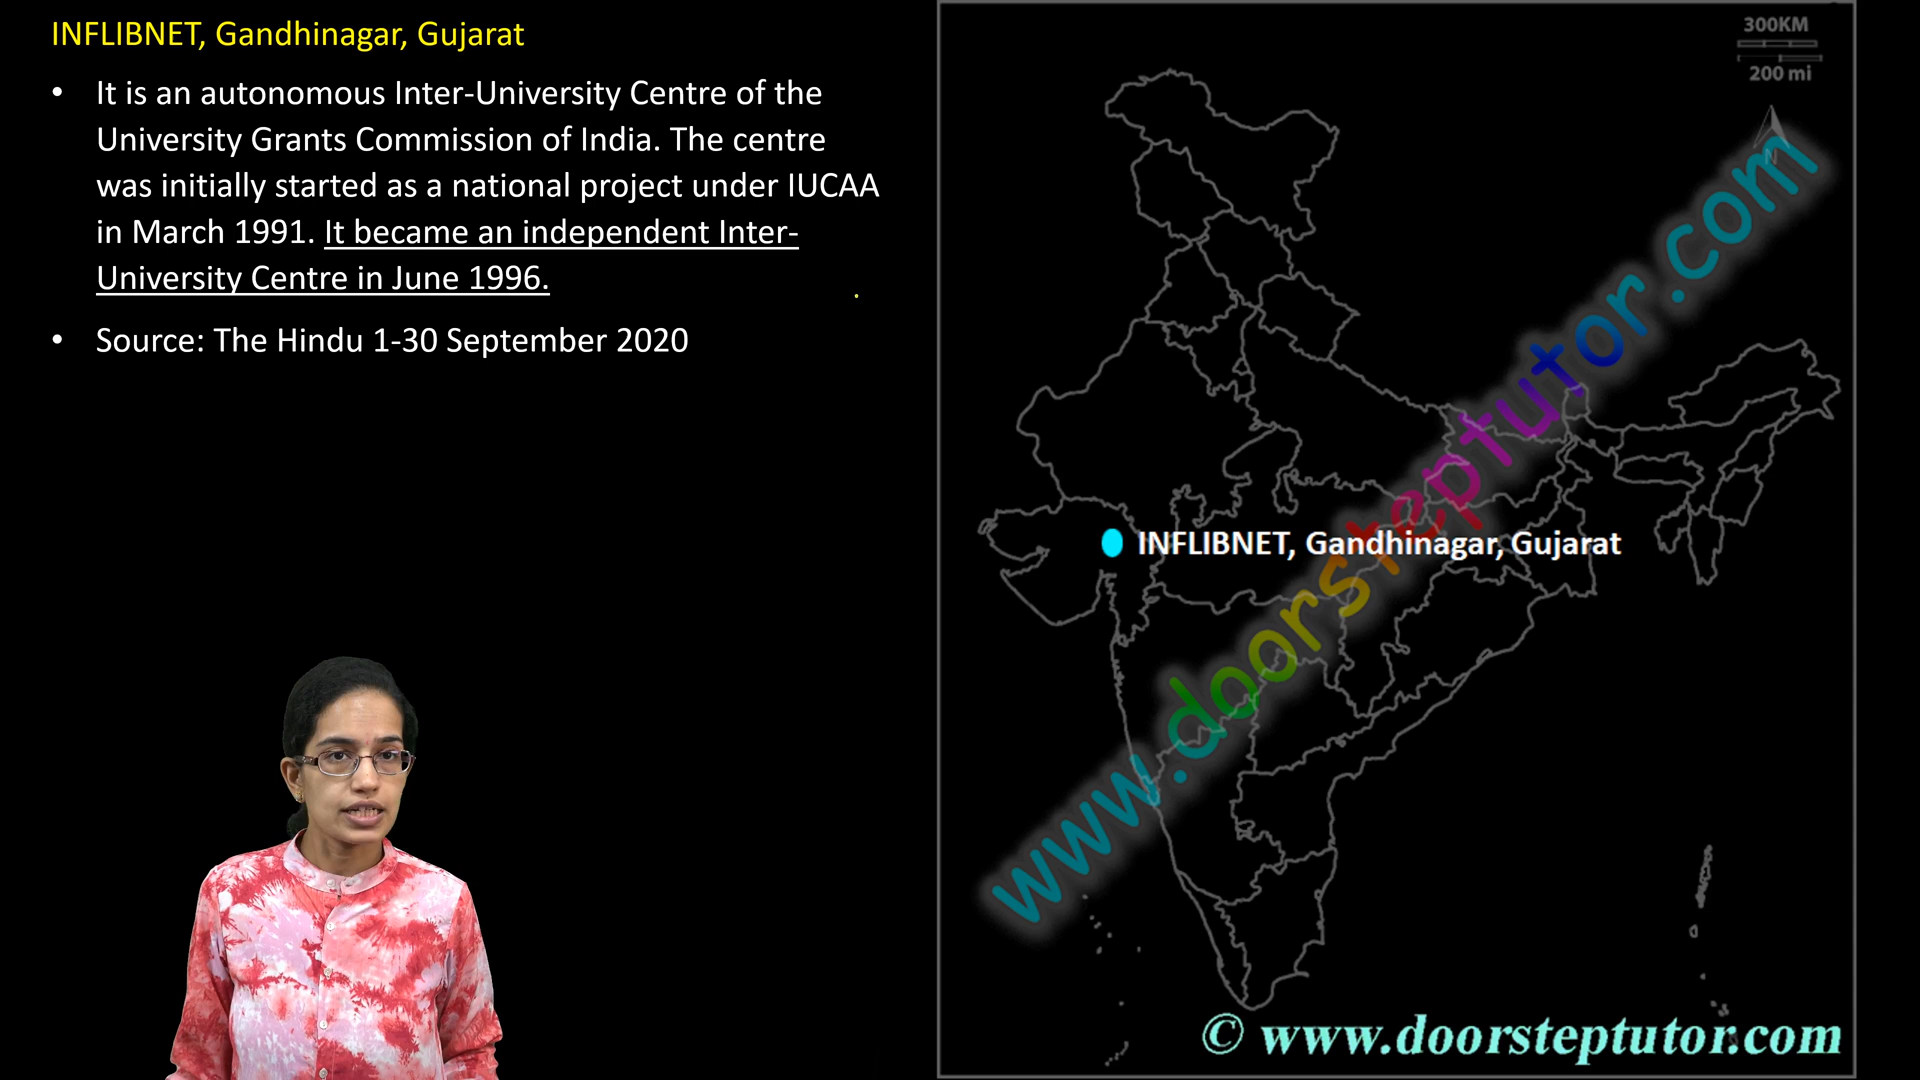 INFLIBNET, Gandhinagar, Gujarat
• It is an autonomous Inter-University Centre of the
University Grants Commission of India. The centre
was initially started as a national project under IUCAA
in March 1991. It became an independent Inter-
University Centre in June 1996.
• Source: The Hindu 1-30 September 2020
300KM
200 mi
N
INFLIBNET, Gandhinagar, Gujarat
www.doorsteptutor.com
© www.doorsteptutor.com